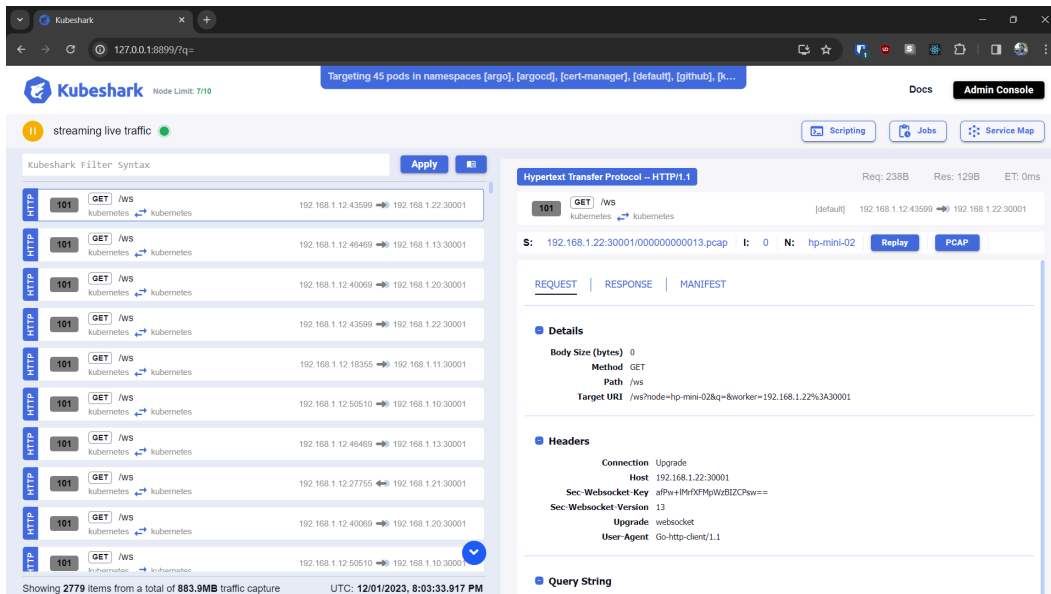 Kubeshark
127.0.0.1:8899/?q=
Kubeshark Node Limit: 7/10
Targeting 45 pods in namespaces [argo], [argocd], [cert-manager], [default], [github], [k...
Docs Admin Console
streaming live traffic
Scripting Jobs Service Map
Kubeshark Filter Syntax Apply
HTTP 101 GET /ws
kubernetes kubernetes 192.168.1.12:43599 192.168.1.22:30001
HTTP 101 GET /ws
kubernetes kubernetes 192.168.1.12:46469 192.168.1.13:30001
HTTP 101 GET /ws
kubernetes kubernetes 192.168.1.12:40069 192.168.1.20:30001
HTTP 101 GET /ws
kubernetes kubernetes 192.168.1.12:43599 192.168.1.22:30001
HTTP 101 GET /ws
kubernetes kubernetes 192.168.1.12:18355 192.168.1.11:30001
HTTP 101 GET /ws
kubernetes kubernetes 192.168.1.12:50510 192.168.1.10:30001
HTTP 101 GET /ws
kubernetes kubernetes 192.168.1.12:46469 192.168.1.13:30001
HTTP 101 GET /ws
kubernetes kubernetes 192.168.1.12:27755 192.168.1.21:30001
HTTP 101 GET /ws
kubernetes kubernetes 192.168.1.12:40069 192.168.1.20:30001
HTTP 101 GET /ws
kubernetes kubernetes 192.168.1.12:50510 192.168.1.10:30001
Showing 2779 items from a total of 883.9MB traffic capture UTC: 12/01/2023, 8:03:33.917 PM
Hypertext Transfer Protocol -- HTTP/1.1 Req: 238B Res: 129B ET: 0ms
101 GET /ws
kubernetes kubernetes [default] 192.168.1.12:43599 192.168.1.22:30001
S: 192.168.1.22:30001/000000000013.pcap I: 0 N: hp-mini-02 Replay PCAP
REQUEST RESPONSE MANIFEST
Details
Body Size (bytes) 0
Method GET
Path /ws
Target URI /ws?node=hp-mini-02&q=&worker=192.168.1.22%3A30001
Headers
Connection Upgrade
Host 192.168.1.22:30001
Sec-Websocket-Key afPw+lMrfXFMpWzBIZCPsw==
Sec-Websocket-Version 13
Upgrade websocket
User-Agent Go-http-client/1.1
Query String